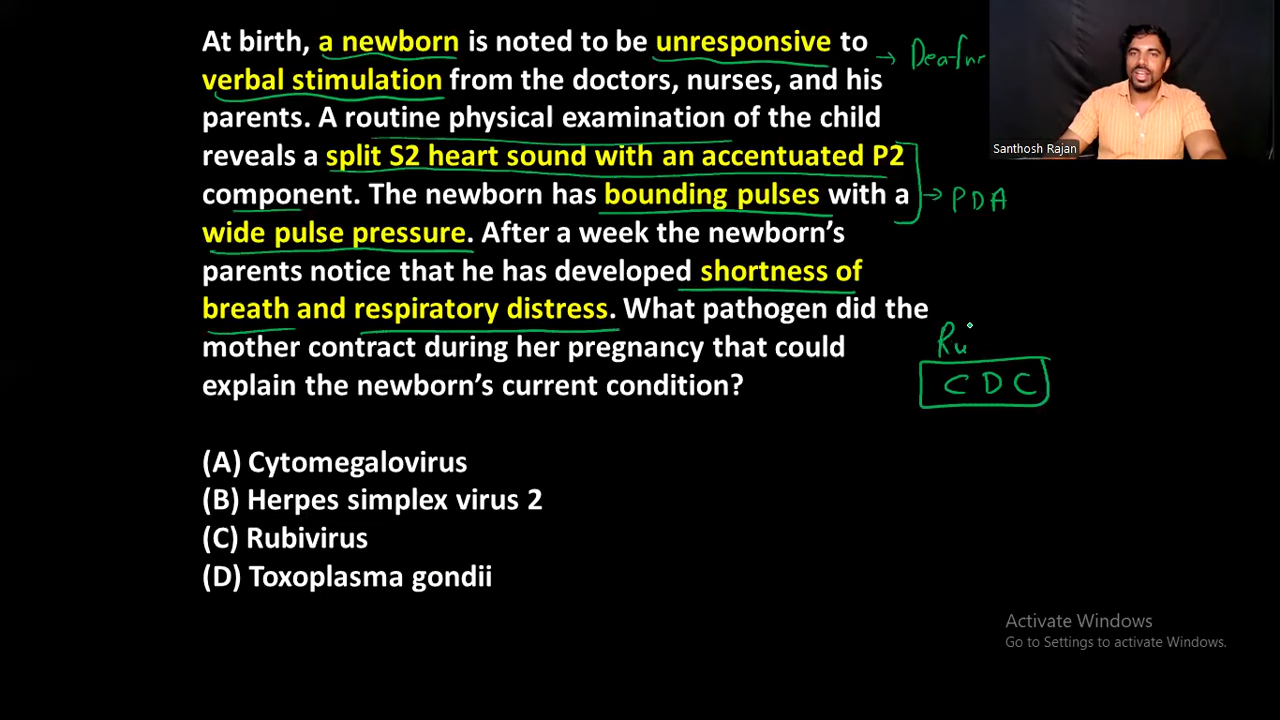 At birth, a newborn is noted to be unresponsive to
verbal stimulation from the doctors, nurses, and his
parents. A routine physical examination of the child
reveals a split S2 heart sound with an accentuated P2
component. The newborn has bounding pulses with a
wide pulse pressure. After a week the newborn’s
parents notice that he has developed shortness of
breath and respiratory distress. What pathogen did the
mother contract during her pregnancy that could
explain the newborn’s current condition?
(A) Cytomegalovirus
(B) Herpes simplex virus 2
(C) Rubivirus
(D) Toxoplasma gondii
PDA
Ru
CDC
Santhosh Rajan
Activate Windows
Go to Settings to activate Windows.